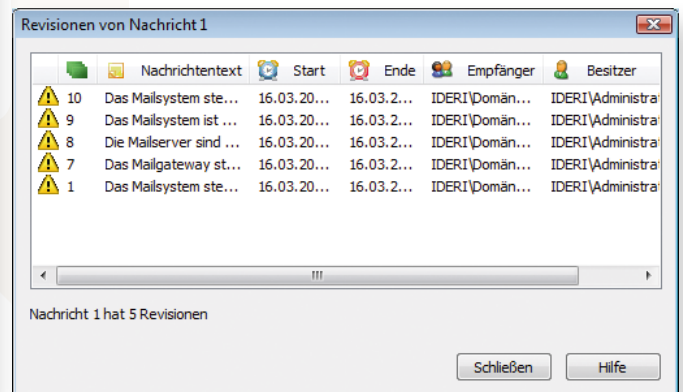 Revisionen von Nachricht 1
Nachrichtentext Start Ende Empfänger Besitzer
10 Das Mailsystem ste... 16.03.20... 16.03.2... IDERI\Domän... IDERI\Administra
9 Das Mailsystem ist ... 16.03.20... 16.03.2... IDERI\Domän... IDERI\Administra
8 Die Mailserver sind ... 16.03.20... 16.03.2... IDERI\Domän... IDERI\Administra
7 Das Mailgateway st... 16.03.20... 16.03.2... IDERI\Domän... IDERI\Administra
1 Das Mailsystem ste... 16.03.20... 16.03.2... IDERI\Domän... IDERI\Administra
Nachricht 1 hat 5 Revisionen
Schließen Hilfe